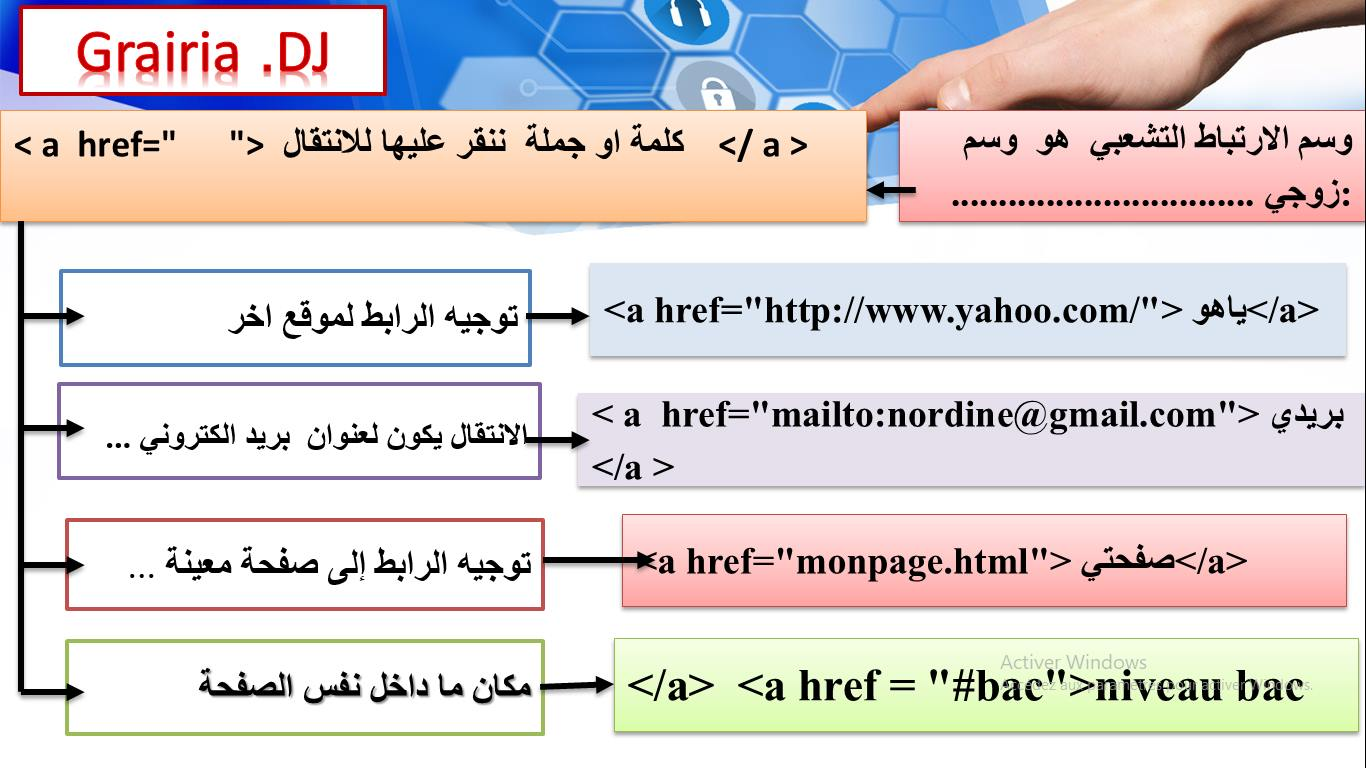 Grairia .DJ
وسم الارتباط التشعبي هو وسم
زوجي ................................:
< a href=" "> كلمة او جملة ننقر عليها للانتقال </ a >
توجيه الرابط لموقع اخر
<a href="http://www.yahoo.com/"> ياهو</a>
الانتقال يكون لعنوان بريد الكتروني ...
< a href="mailto:nordine@gmail.com"> بريدي
</a >
توجيه الرابط إلى صفحة معينة ...
<a href="monpage.html"> صفحتي</a>
مكان ما داخل نفس الصفحة
</a> <a href = "#bac">niveau bac
Activer Windows